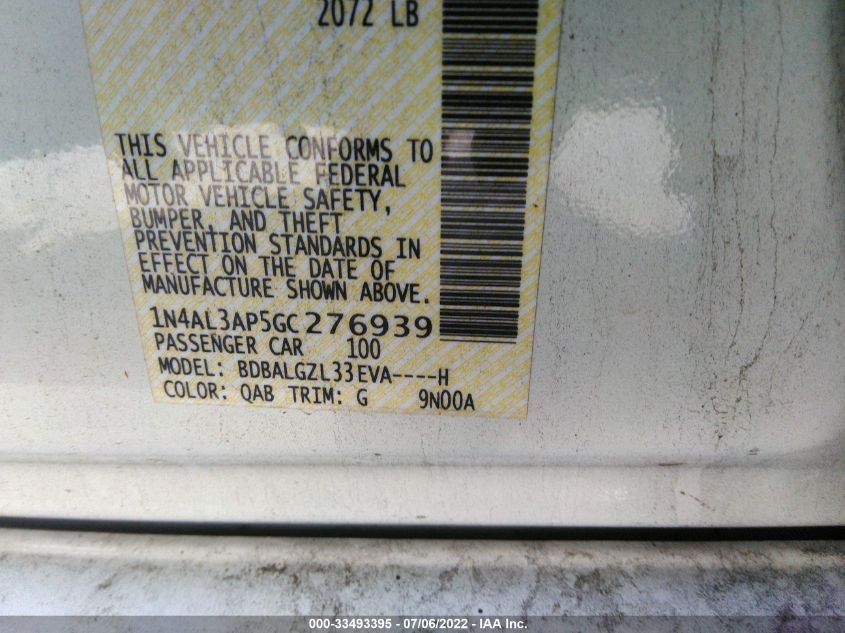 2072 LB
THIS VEHICLE CONFORMS TO
ALL APPLICABLE FEDERAL
MOTOR VEHICLE SAFETY,
BUMPER, AND THEFT
PREVENTION STANDARDS IN
EFFECT ON THE DATE OF
MANUFACTURE SHOWN ABOVE.
1N4AL3AP5GC276939
PASSENGER CAR 100
MODEL: BDBALGZL33EVA----H
COLOR: QAB TRIM: G 9N00A
000-33493395 - 07/06/2022 - IAA Inc.